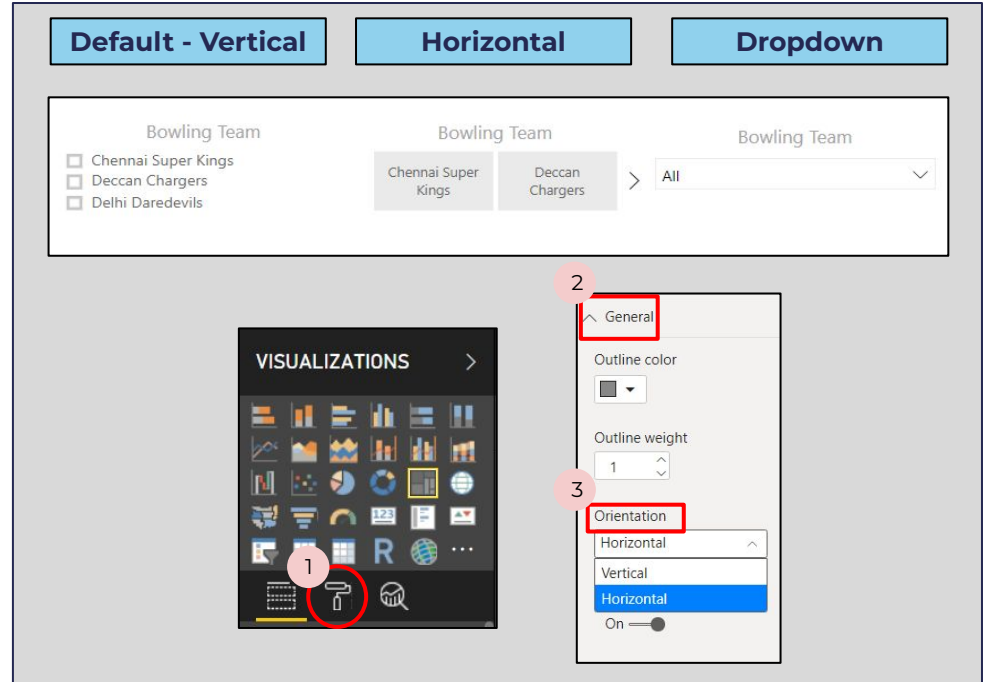 Default - Vertical
Horizontal
Dropdown
Bowling Team
Chennai Super Kings
Deccan Chargers
Delhi Daredevils
Bowling Team
Chennai Super
Kings
Deccan
Chargers
Bowling Team
All
VISUALIZATIONS
123
R
1
2
General
Outline color
Outline weight
1
3
Orientation
Horizontal
Vertical
Horizontal
On